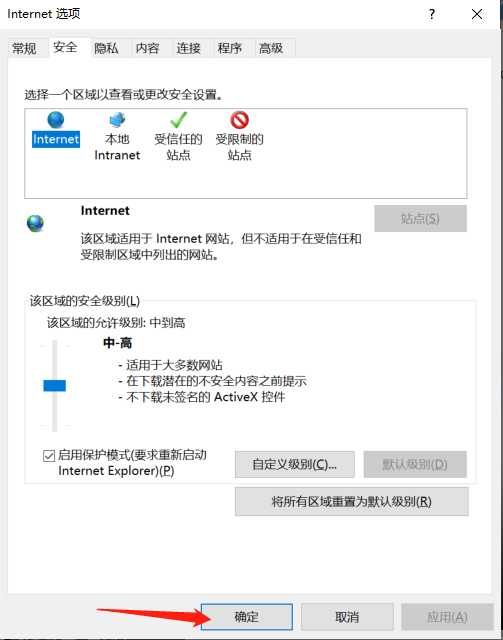 Internet 选项
? ×
常规 安全 隐私 内容 连接 程序 高级
选择一个区域以查看或更改安全设置。
Internet 本地 受信任的 受限制的
Intranet 站点 站点
Internet
站点(S)
该区域适用于 Internet 网站，但不适用于在受信任和
受限制区域中列出的网站。
该区域的安全级别(L)
该区域的允许级别: 中到高
中-高
- 适用于大多数网站
- 在下载潜在的不安全内容之前提示
- 不下载未签名的 ActiveX 控件
启用保护模式(要求重新启动
Internet Explorer)(P)
自定义级别(C)... 默认级别(D)
将所有区域重置为默认级别(R)
确定 取消 应用(A)